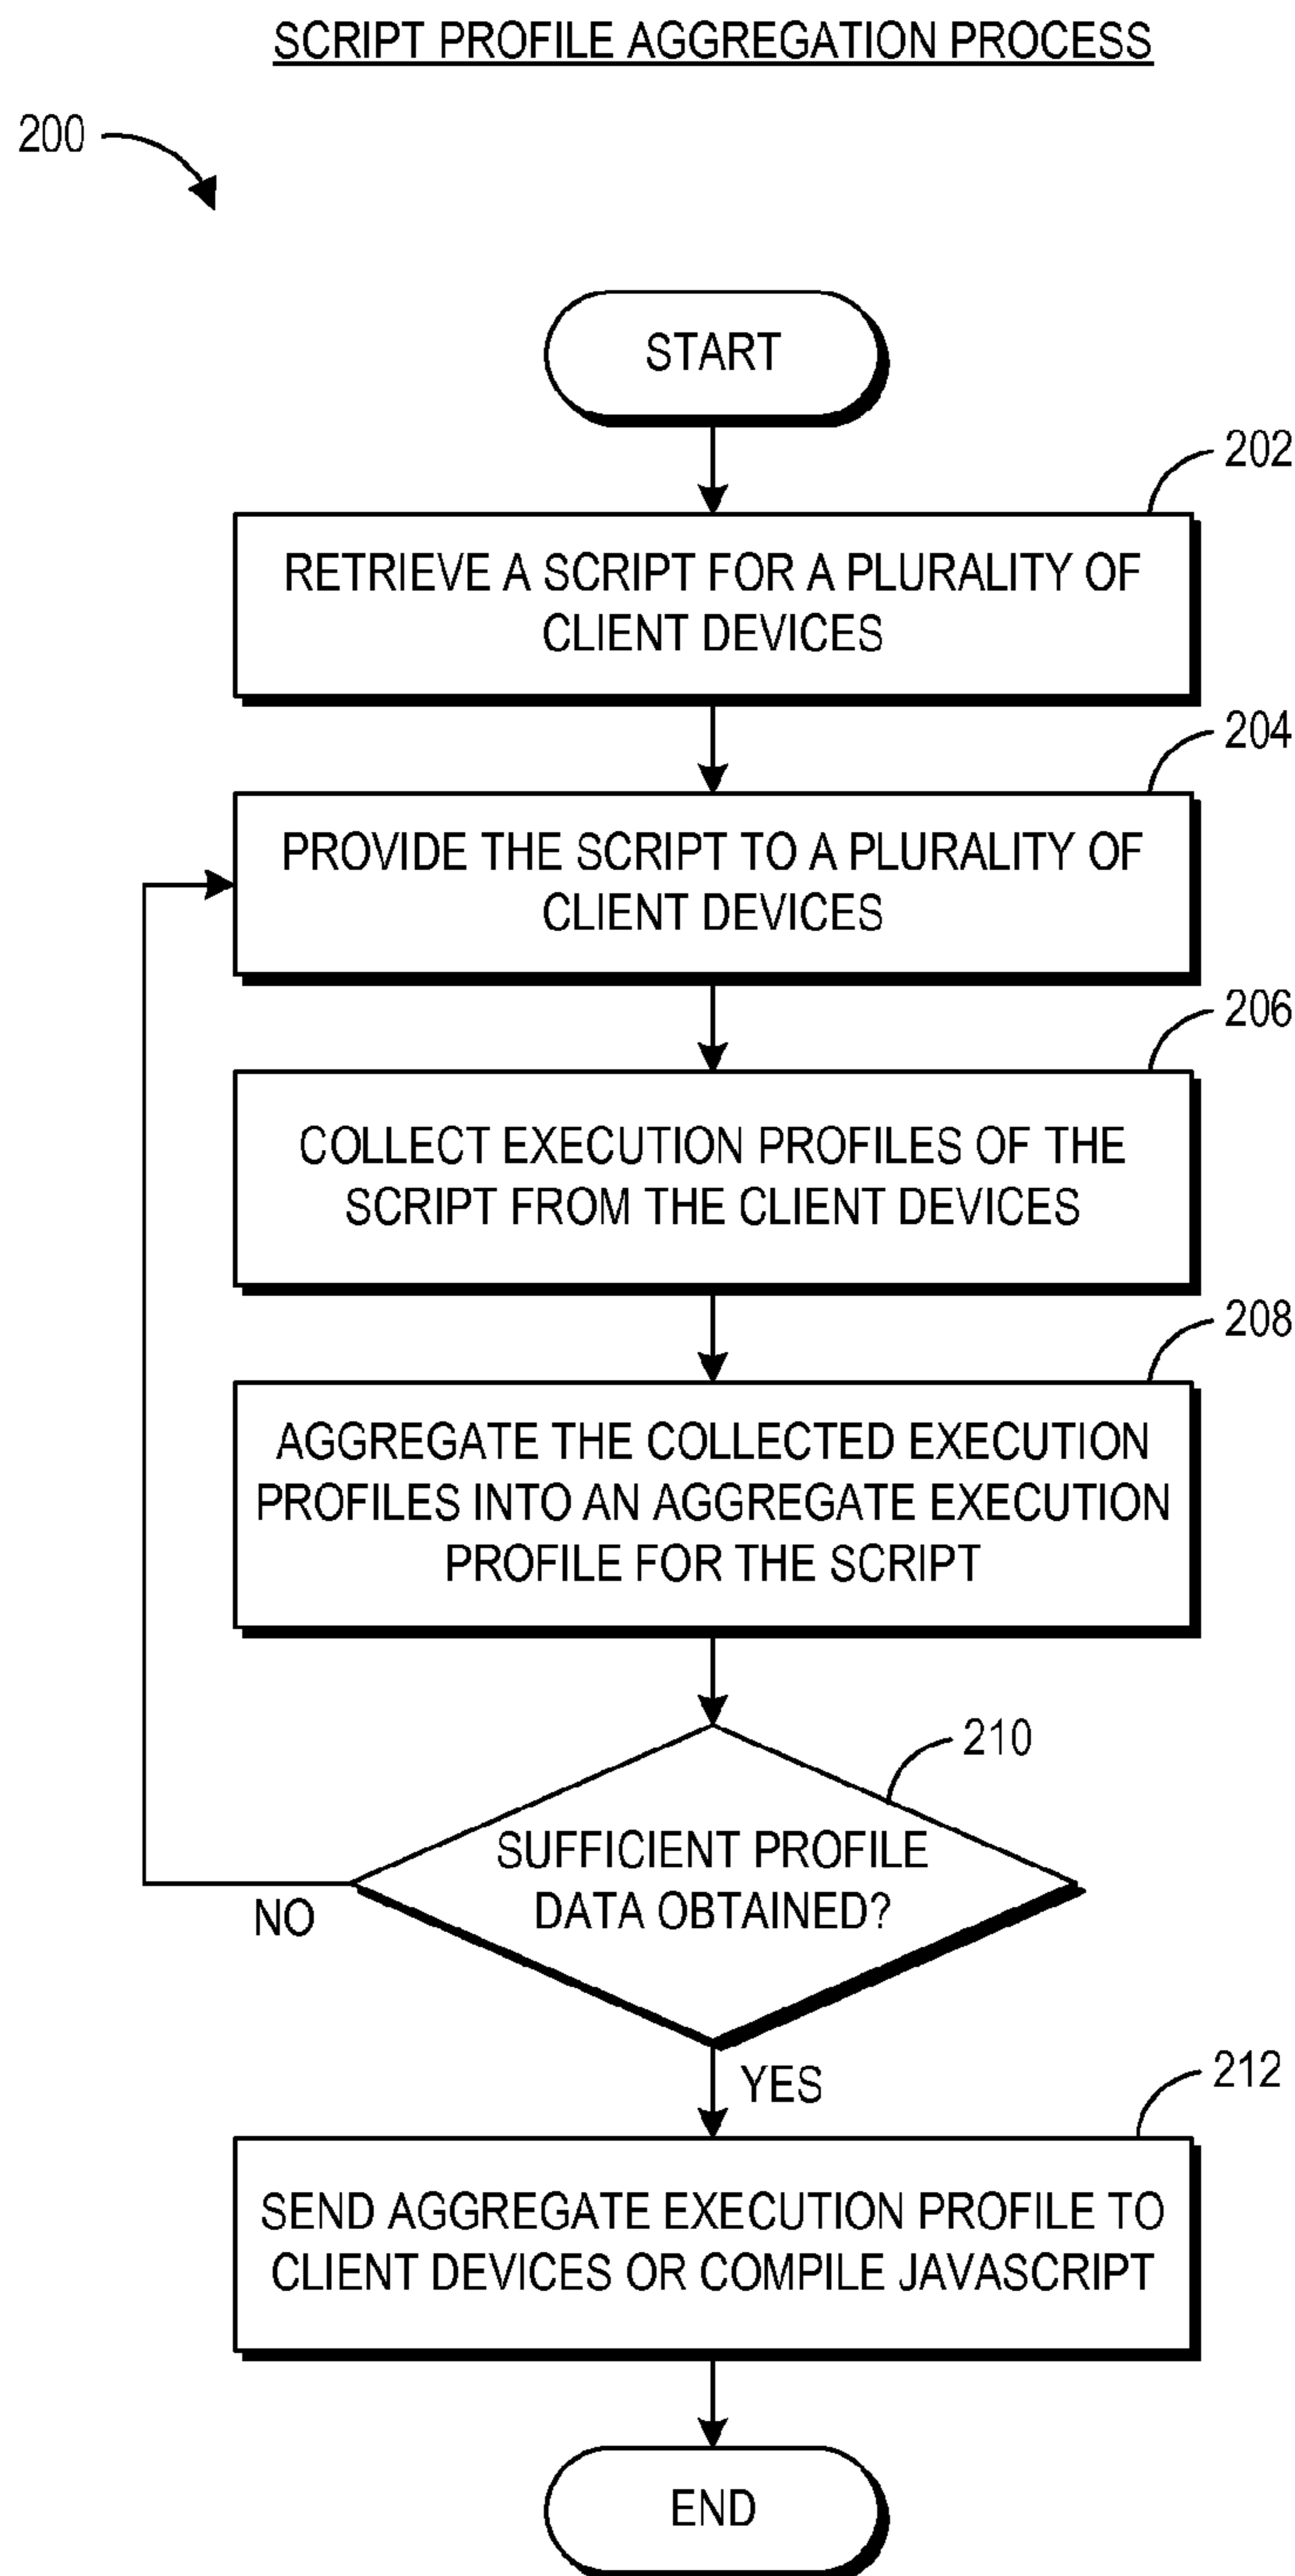 SCRIPT PROFILE AGGREGATION PROCESS
200
START
202
RETRIEVE A SCRIPT FOR A PLURALITY OF
CLIENT DEVICES
204
PROVIDE THE SCRIPT TO A PLURALITY OF
CLIENT DEVICES
206
COLLECT EXECUTION PROFILES OF THE
SCRIPT FROM THE CLIENT DEVICES
208
AGGREGATE THE COLLECTED EXECUTION
PROFILES INTO AN AGGREGATE EXECUTION
PROFILE FOR THE SCRIPT
210
SUFFICIENT PROFILE
DATA OBTAINED?
NO
YES
212
SEND AGGREGATE EXECUTION PROFILE TO
CLIENT DEVICES OR COMPILE JAVASCRIPT
END